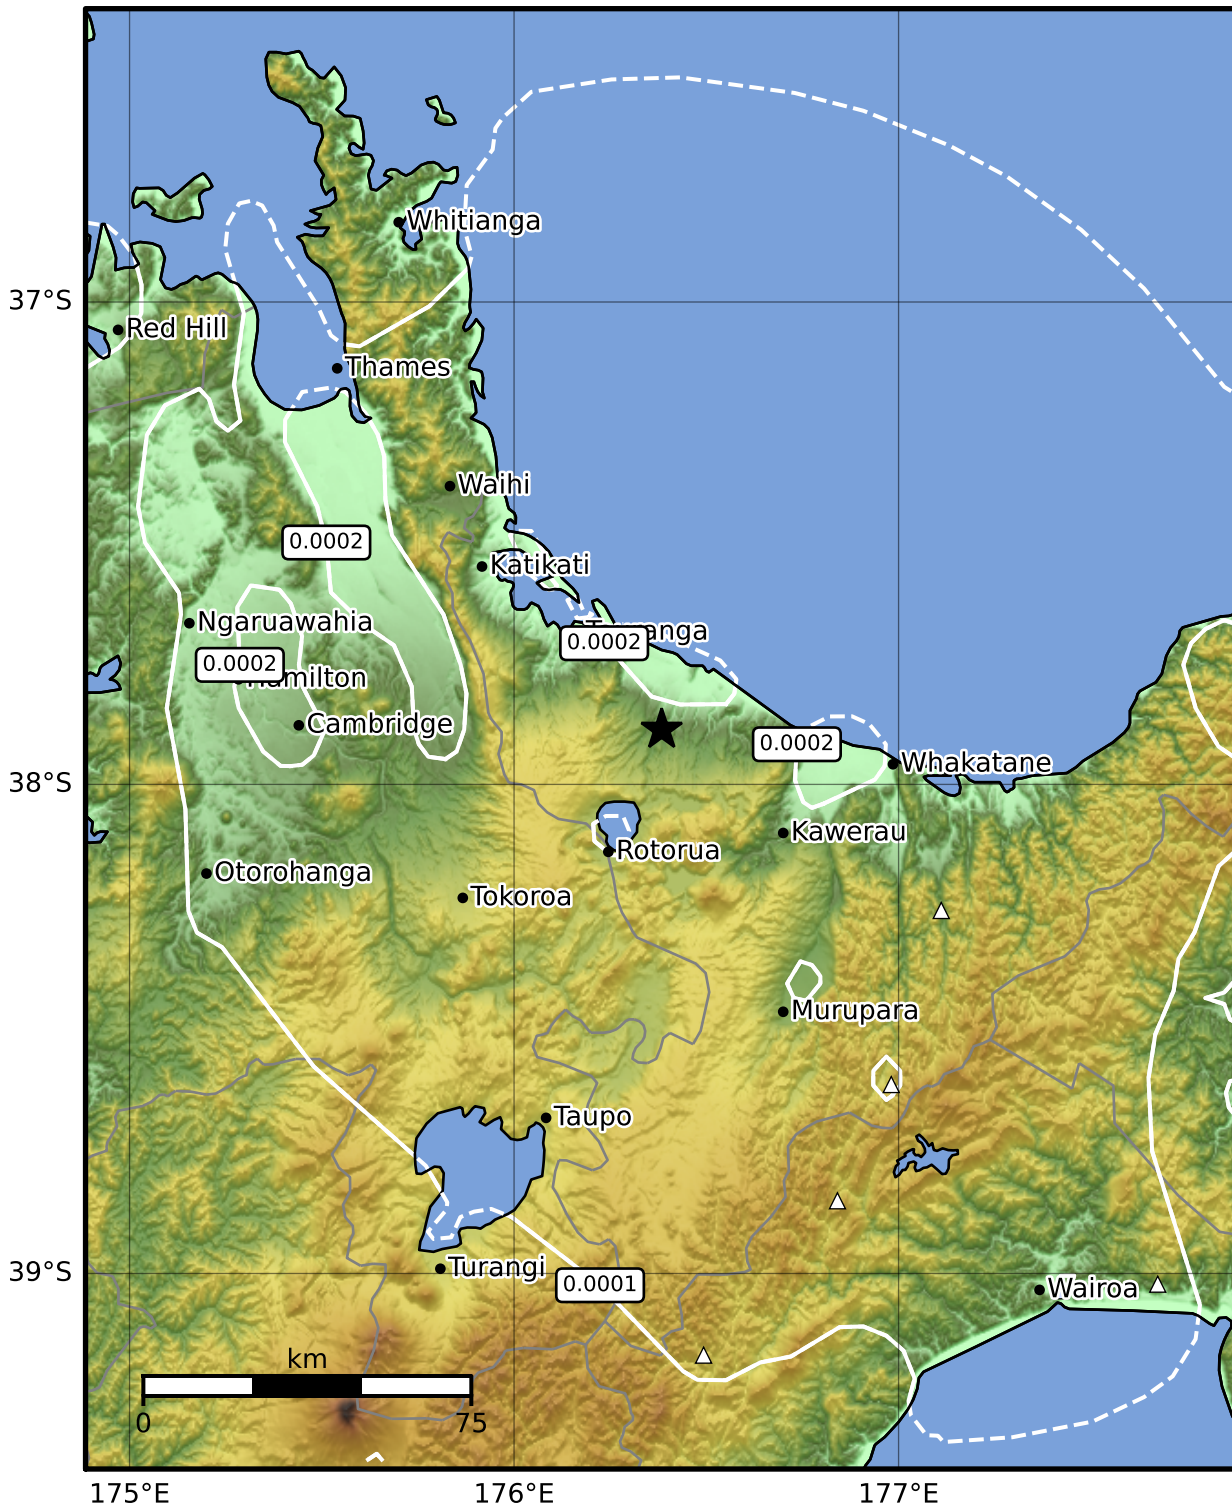 Whitianga
37°S
Red Hill
Thames
Waihi
0.0002
Katikati
Ngaruawahia
0.0002
0.0002
Cambridge
0.0002
Whakatane
38°S
Kawerau
Rotorua
Otorohanga
Tokoroa
Murupara
Taupo
39°S
Turangi
0.0001
Wairoa
km
0
75
175°E
176°E
177°E